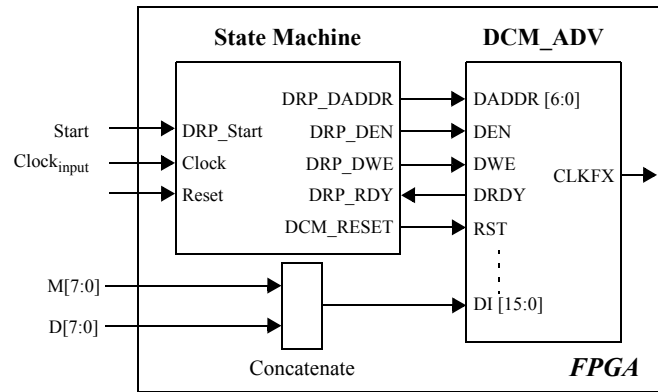 State Machine
DCM_ADV
DRP_DADDR
DADDR [6:0]
Start
DRP_Start
DRP_DEN
DEN
Clockinput
Clock
DRP_DWE
DWE
CLKFX
Reset
DRP_RDY
DRDY
DCM_RESET
RST
M[7:0]
DI [15:0]
D[7:0]
Concatenate
FPGA